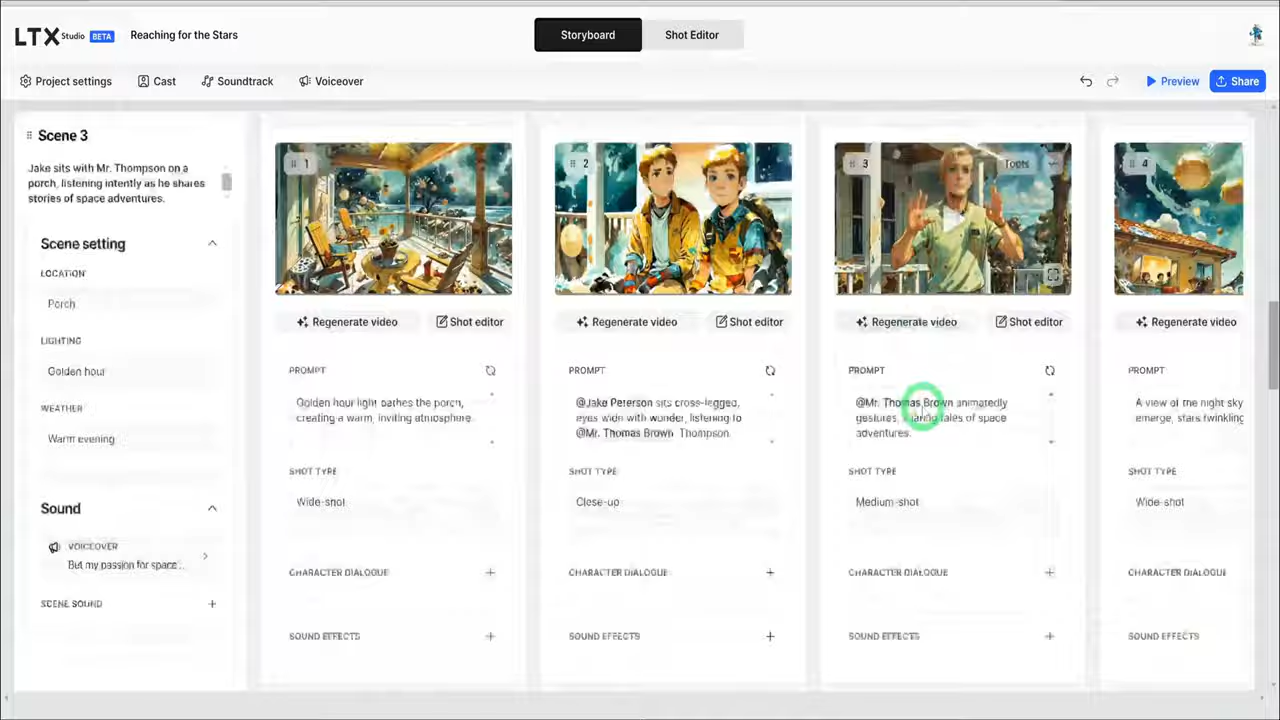 LTX Studio BETA Reaching for the Stars
Storyboard
Shot Editor
Project settings
Cast
Soundtrack
Voiceover
Preview
Share
Scene 3
Jake sits with Mr. Thompson on a
porch, listening intently as he shares
stories of space adventures.
Scene setting
LOCATION
Porch
LIGHTING
Golden hour
WEATHER
Warm evening
Sound
VOICEOVER
But my passion for space...
SCENE SOUND
1
Regenerate video
Shot editor
PROMPT
Golden hour light bathes the porch,
creating a warm, inviting atmosphere.
SHOT TYPE
Wide-shot
CHARACTER DIALOGUE
SOUND EFFECTS
2
Regenerate video
Shot editor
PROMPT
@Jake Peterson sits cross-legged,
eyes wide with wonder, listening to
@Mr. Thomas Brown Thompson.
SHOT TYPE
Close-up
CHARACTER DIALOGUE
SOUND EFFECTS
3
Tools
Regenerate video
Shot editor
PROMPT
@Mr. Thomas Brown animatedly
gestures, sharing tales of space
adventures.
SHOT TYPE
Medium-shot
CHARACTER DIALOGUE
SOUND EFFECTS
4
Regenerate video
PROMPT
A view of the night sky
emerge, stars twinkling
SHOT TYPE
Wide-shot
CHARACTER DIALOGUE
SOUND EFFECTS